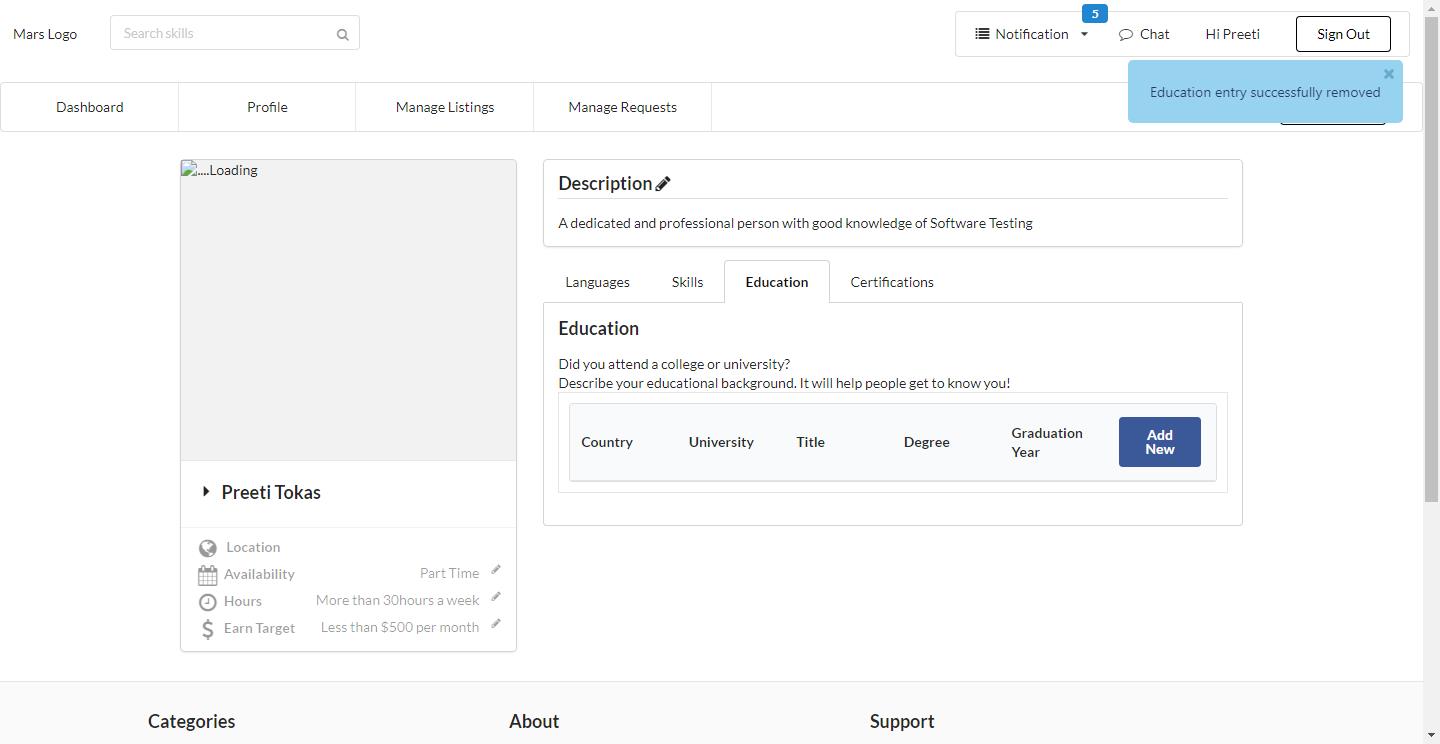 Mars Logo
Search skills
5
Notification
Chat
Hi Preeti
Sign Out
Education entry successfully removed
Dashboard
Profile
Manage Listings
Manage Requests
....Loading
Description
A dedicated and professional person with good knowledge of Software Testing
Languages
Skills
Education
Certifications
Education
Did you attend a college or university?
Describe your educational background. It will help people get to know you!
Country
University
Title
Degree
Graduation
Year
Add
New
Preeti Tokas
Location
Availability
Part Time
Hours
More than 30hours a week
Earn Target
Less than $500 per month
Categories
About
Support